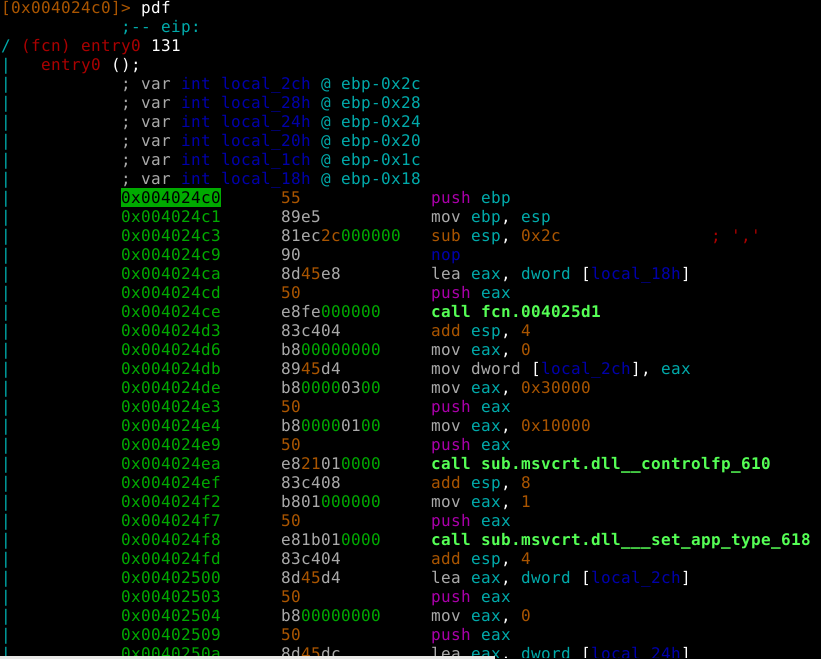 [0x004024c0]> pdf
;-- eip:
/ (fcn) entry0 131
|   entry0 ();
|           ; var int local_2ch @ ebp-0x2c
|           ; var int local_28h @ ebp-0x28
|           ; var int local_24h @ ebp-0x24
|           ; var int local_20h @ ebp-0x20
|           ; var int local_1ch @ ebp-0x1c
|           ; var int local_18h @ ebp-0x18
|           0x004024c0      55             push ebp
|           0x004024c1      89e5           mov ebp, esp
|           0x004024c3      81ec2c000000   sub esp, 0x2c               ; ','
|           0x004024c9      90             nop
|           0x004024ca      8d45e8         lea eax, dword [local_18h]
|           0x004024cd      50             push eax
|           0x004024ce      e8fe000000     call fcn.004025d1
|           0x004024d3      83c404         add esp, 4
|           0x004024d6      b800000000     mov eax, 0
|           0x004024db      8945d4         mov dword [local_2ch], eax
|           0x004024de      b800000300     mov eax, 0x30000
|           0x004024e3      50             push eax
|           0x004024e4      b800000100     mov eax, 0x10000
|           0x004024e9      50             push eax
|           0x004024ea      e821010000     call sub.msvcrt.dll__controlfp_610
|           0x004024ef      83c408         add esp, 8
|           0x004024f2      b801000000     mov eax, 1
|           0x004024f7      50             push eax
|           0x004024f8      e81b010000     call sub.msvcrt.dll___set_app_type_618
|           0x004024fd      83c404         add esp, 4
|           0x00402500      8d45d4         lea eax, dword [local_2ch]
|           0x00402503      50             push eax
|           0x00402504      b800000000     mov eax, 0
|           0x00402509      50             push eax
|           0x0040250a      8d45dc         lea eax, dword [local_24h]